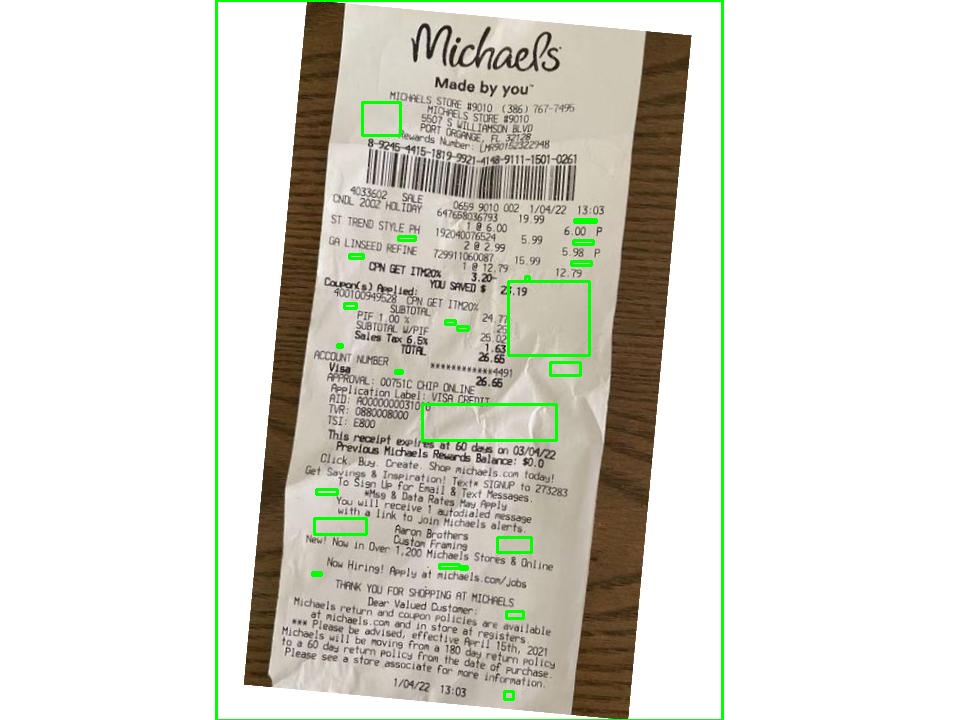 Michaels
Made by you™
MICHAELS STORE #9010 (386) 767-7495
MICHAELS STORE #9010
5507 S WILLIAMSON BLVD
PORT ORGANGE, FL 32128
Rewards Number: LMR90152322948
8-9246-4415-1819-9921-4148-9111-1501-0261
4033602 SALE 0659 9010 002 1/04/22 13:03
CNDL 200Z HOLIDAY 647658036793 19.99
1 @ 6.00 6.00 P
ST TREND STYLE PH 192040076524 5.99
2 @ 2.99 5.98 P
GA LINSEED REFINE 729911060087 15.99
1 @ 12.79 12.79
CPN GET ITM20% 3.20-
YOU SAVED $ 23.19
Coupon(s) Applied:
400100949528 CPN GET ITM20%
SUBTOTAL 24.77
PIF 1.00 % .25
SUBTOTAL W/PIF 25.02
Sales Tax 6.5% 1.63
TOTAL 26.65
ACCOUNT NUMBER ************4491
Visa 26.65
APPROVAL: 00751C CHIP ONLINE
Application Label: VISA CREDIT
AID: A0000000031010
TVR: 0880008000
TSI: E800
This receipt expires at 60 days on 03/04/22
Previous Michaels Rewards Balance: $0.0
Click. Buy. Create. Shop michaels.com today!
Get Savings & Inspiration! Text* SIGNUP to 273283
To Sign Up for Email & Text Messages.
*Msg & Data Rates May Apply
You will receive 1 autodialed message
with a link to join Michaels alerts.
Aaron Brothers
Custom Framing
New! Now in Over 1,200 Michaels Stores & Online
Now Hiring! Apply at michaels.com/jobs
THANK YOU FOR SHOPPING AT MICHAELS
Dear Valued Customer:
Michaels return and coupon policies are available
at michaels.com and in store at registers.
*** Please be advised, effective April 15th, 2021
Michaels will be moving from a 180 day return policy
to a 60 day return policy from the date of purchase.
Please see a store associate for more information.
1/04/22 13:03